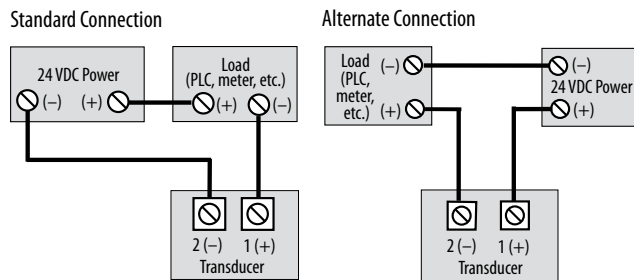 Standard Connection
24 VDC Power
(–) (+)
Load
(PLC, meter, etc.)
(+) (–)
2 (–) 1 (+)
Transducer
Alternate Connection
Load
(PLC,
meter,
etc.)
(–)
(+)
(–)
24 VDC Power
(+)
2 (–) 1 (+)
Transducer